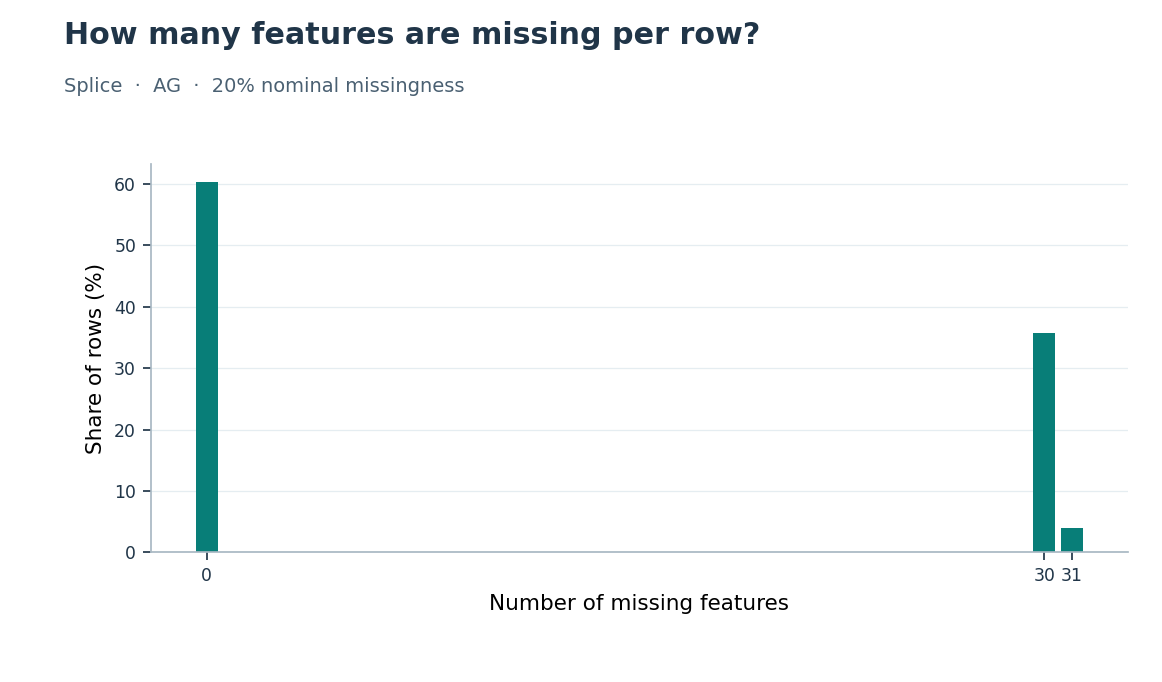 How many features are missing per row?
Splice · AG · 20% nominal missingness
Share of rows (%)
60
50
40
30
20
10
0
0 30 31
Number of missing features